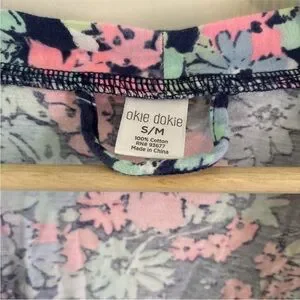 okie dokie
S/M
100% Cotton
RN# 93677
Made in China